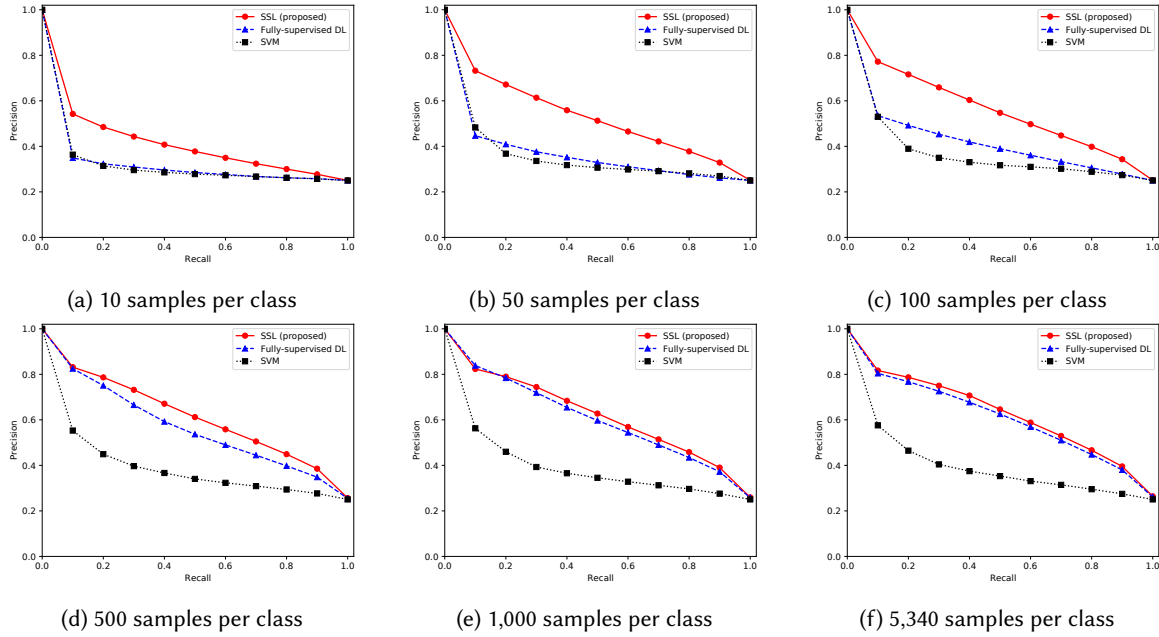 SSL (proposed)
Fully-supervised DL
SVM
1.0
0.8
0.6
0.4
0.2
0.0
Precision
0.0 0.2 0.4 0.6 0.8 1.0
Recall
(a) 10 samples per class
SSL (proposed)
Fully-supervised DL
SVM
1.0
0.8
0.6
0.4
0.2
0.0
Precision
0.0 0.2 0.4 0.6 0.8 1.0
Recall
(b) 50 samples per class
SSL (proposed)
Fully-supervised DL
SVM
1.0
0.8
0.6
0.4
0.2
0.0
Precision
0.0 0.2 0.4 0.6 0.8 1.0
Recall
(c) 100 samples per class
SSL (proposed)
Fully-supervised DL
SVM
1.0
0.8
0.6
0.4
0.2
0.0
Precision
0.0 0.2 0.4 0.6 0.8 1.0
Recall
(d) 500 samples per class
SSL (proposed)
Fully-supervised DL
SVM
1.0
0.8
0.6
0.4
0.2
0.0
Precision
0.0 0.2 0.4 0.6 0.8 1.0
Recall
(e) 1,000 samples per class
SSL (proposed)
Fully-supervised DL
SVM
1.0
0.8
0.6
0.4
0.2
0.0
Precision
0.0 0.2 0.4 0.6 0.8 1.0
Recall
(f) 5,340 samples per class